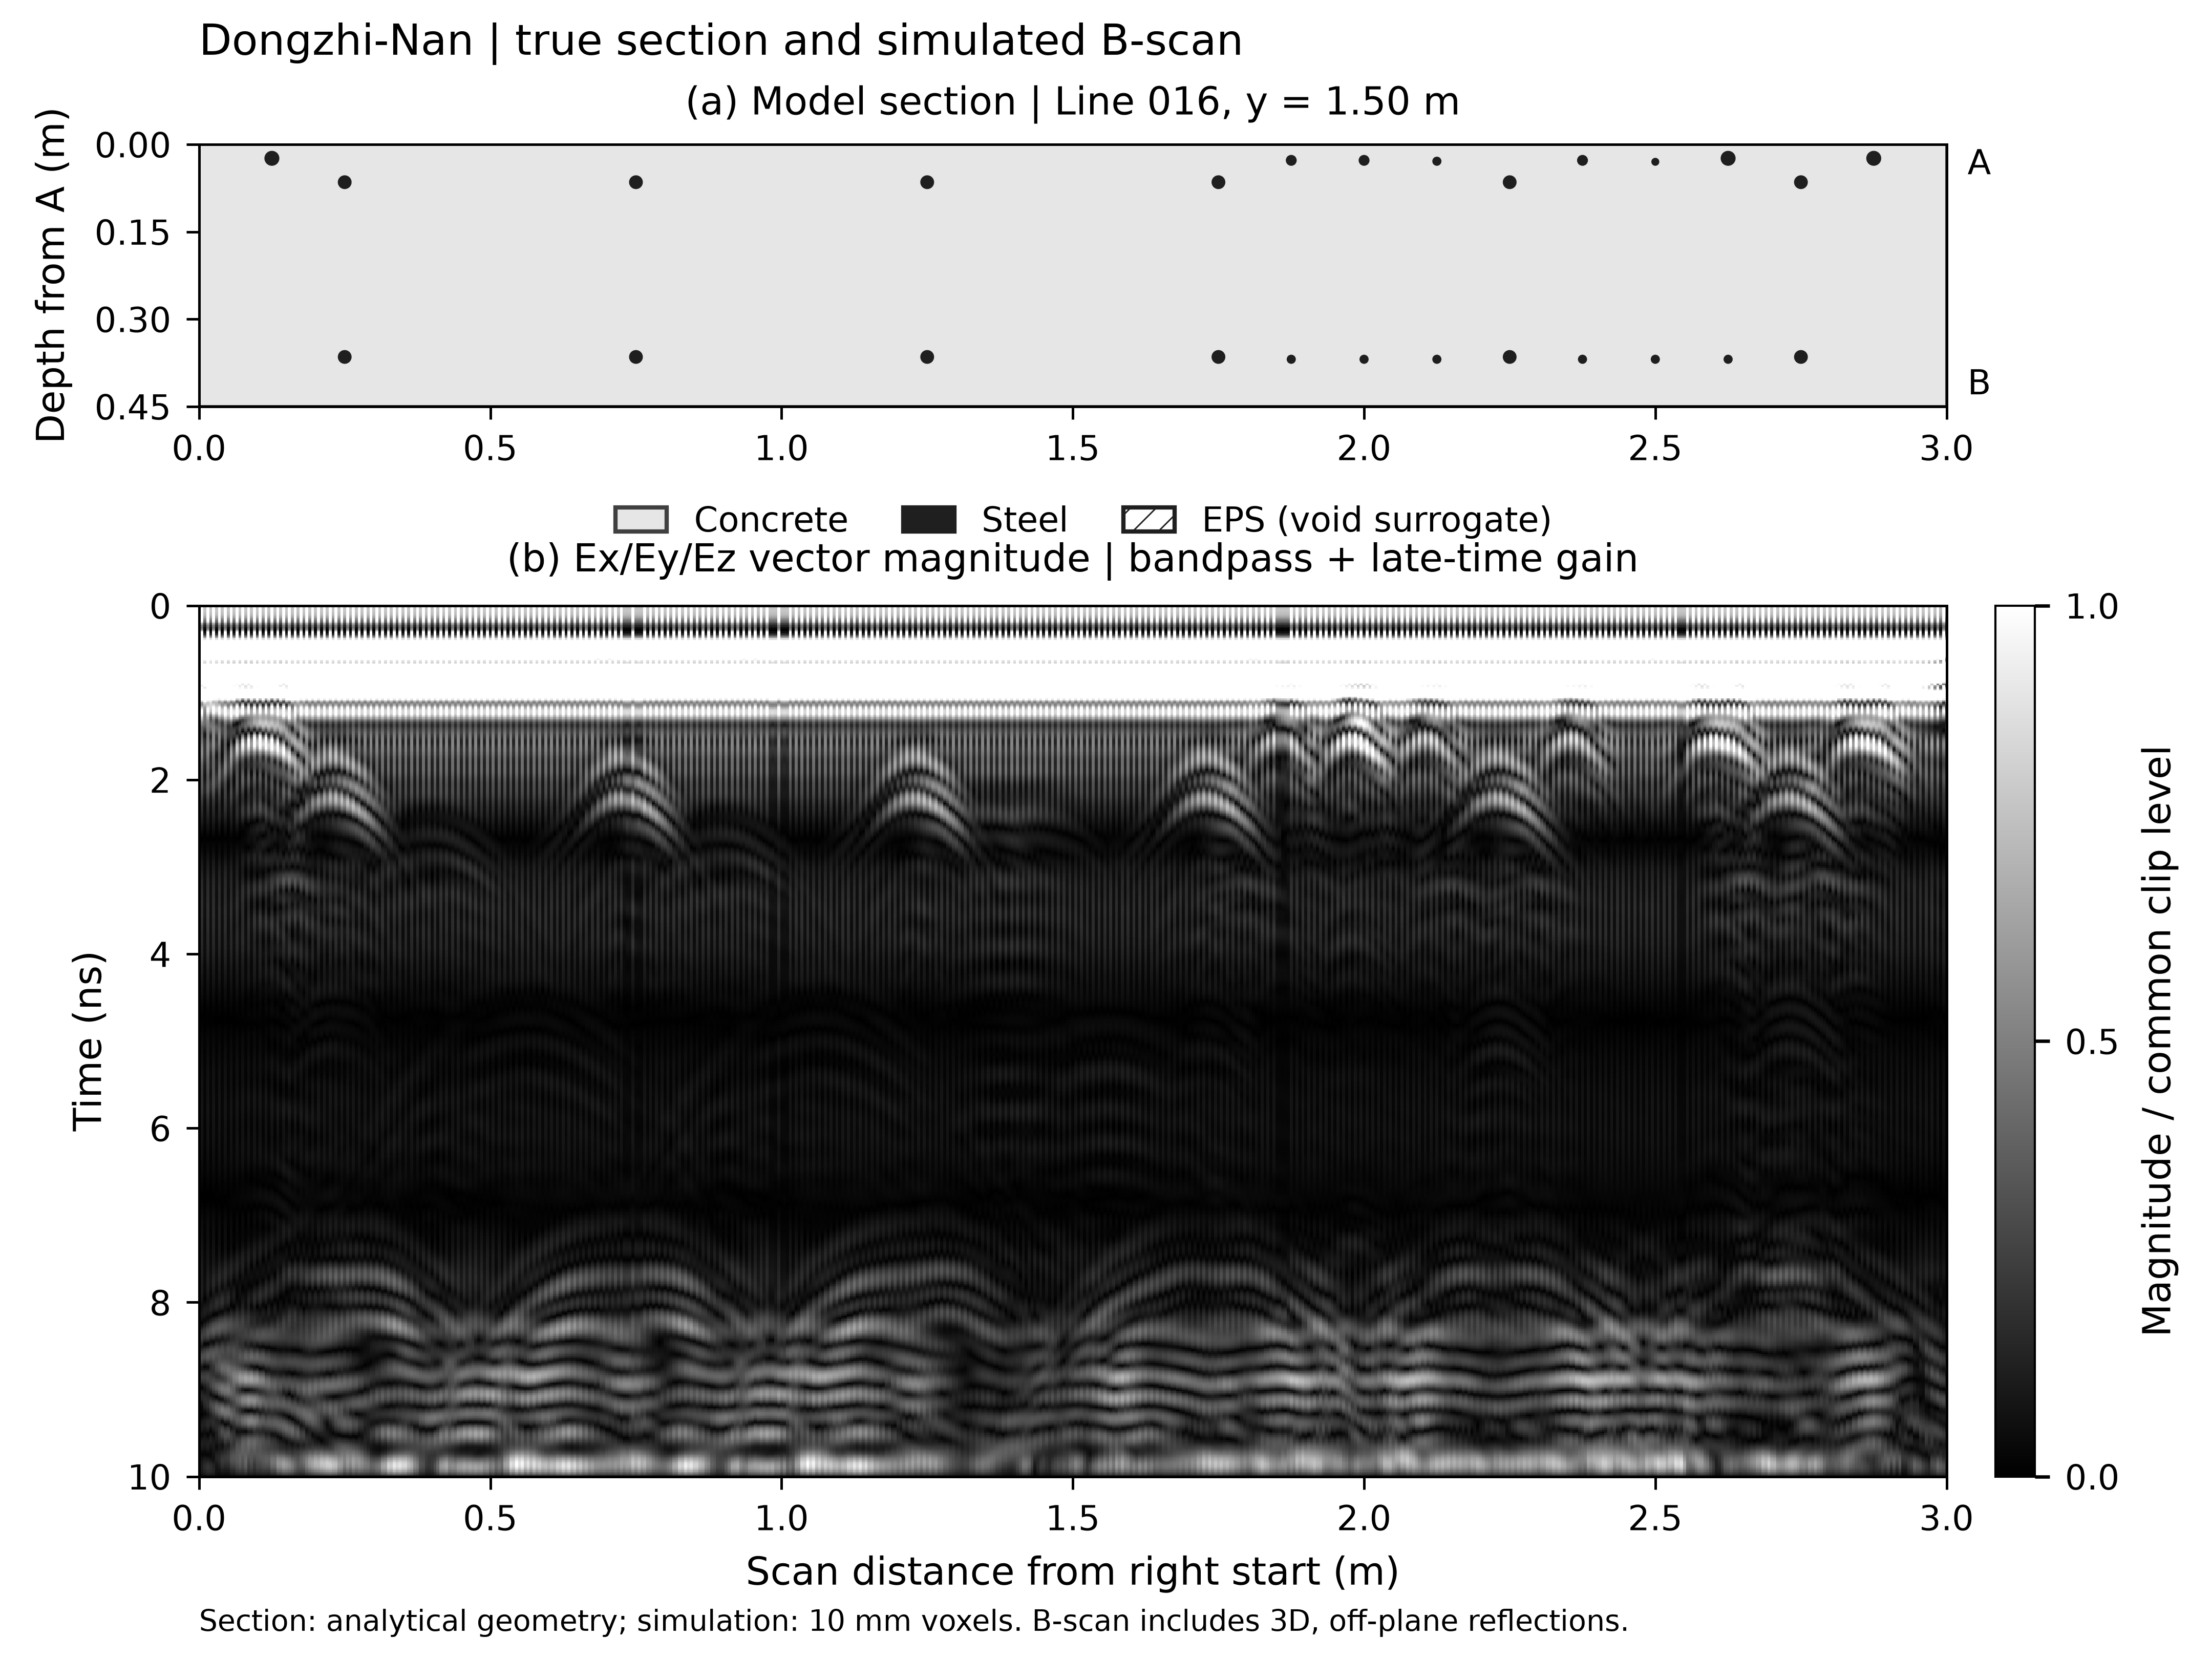 Dongzhi-Nan | true section and simulated B-scan
(a) Model section | Line 016, y = 1.50 m
Depth from A (m)
0.00
0.15
0.30
0.45
A
B
0.0 0.5 1.0 1.5 2.0 2.5 3.0
Concrete Steel EPS (void surrogate)
(b) Ex/Ey/Ez vector magnitude | bandpass + late-time gain
Time (ns)
0
2
4
6
8
10
0.0 0.5 1.0 1.5 2.0 2.5 3.0
Scan distance from right start (m)
1.0
0.5
0.0
Magnitude / common clip level
Section: analytical geometry; simulation: 10 mm voxels. B-scan includes 3D, off-plane reflections.